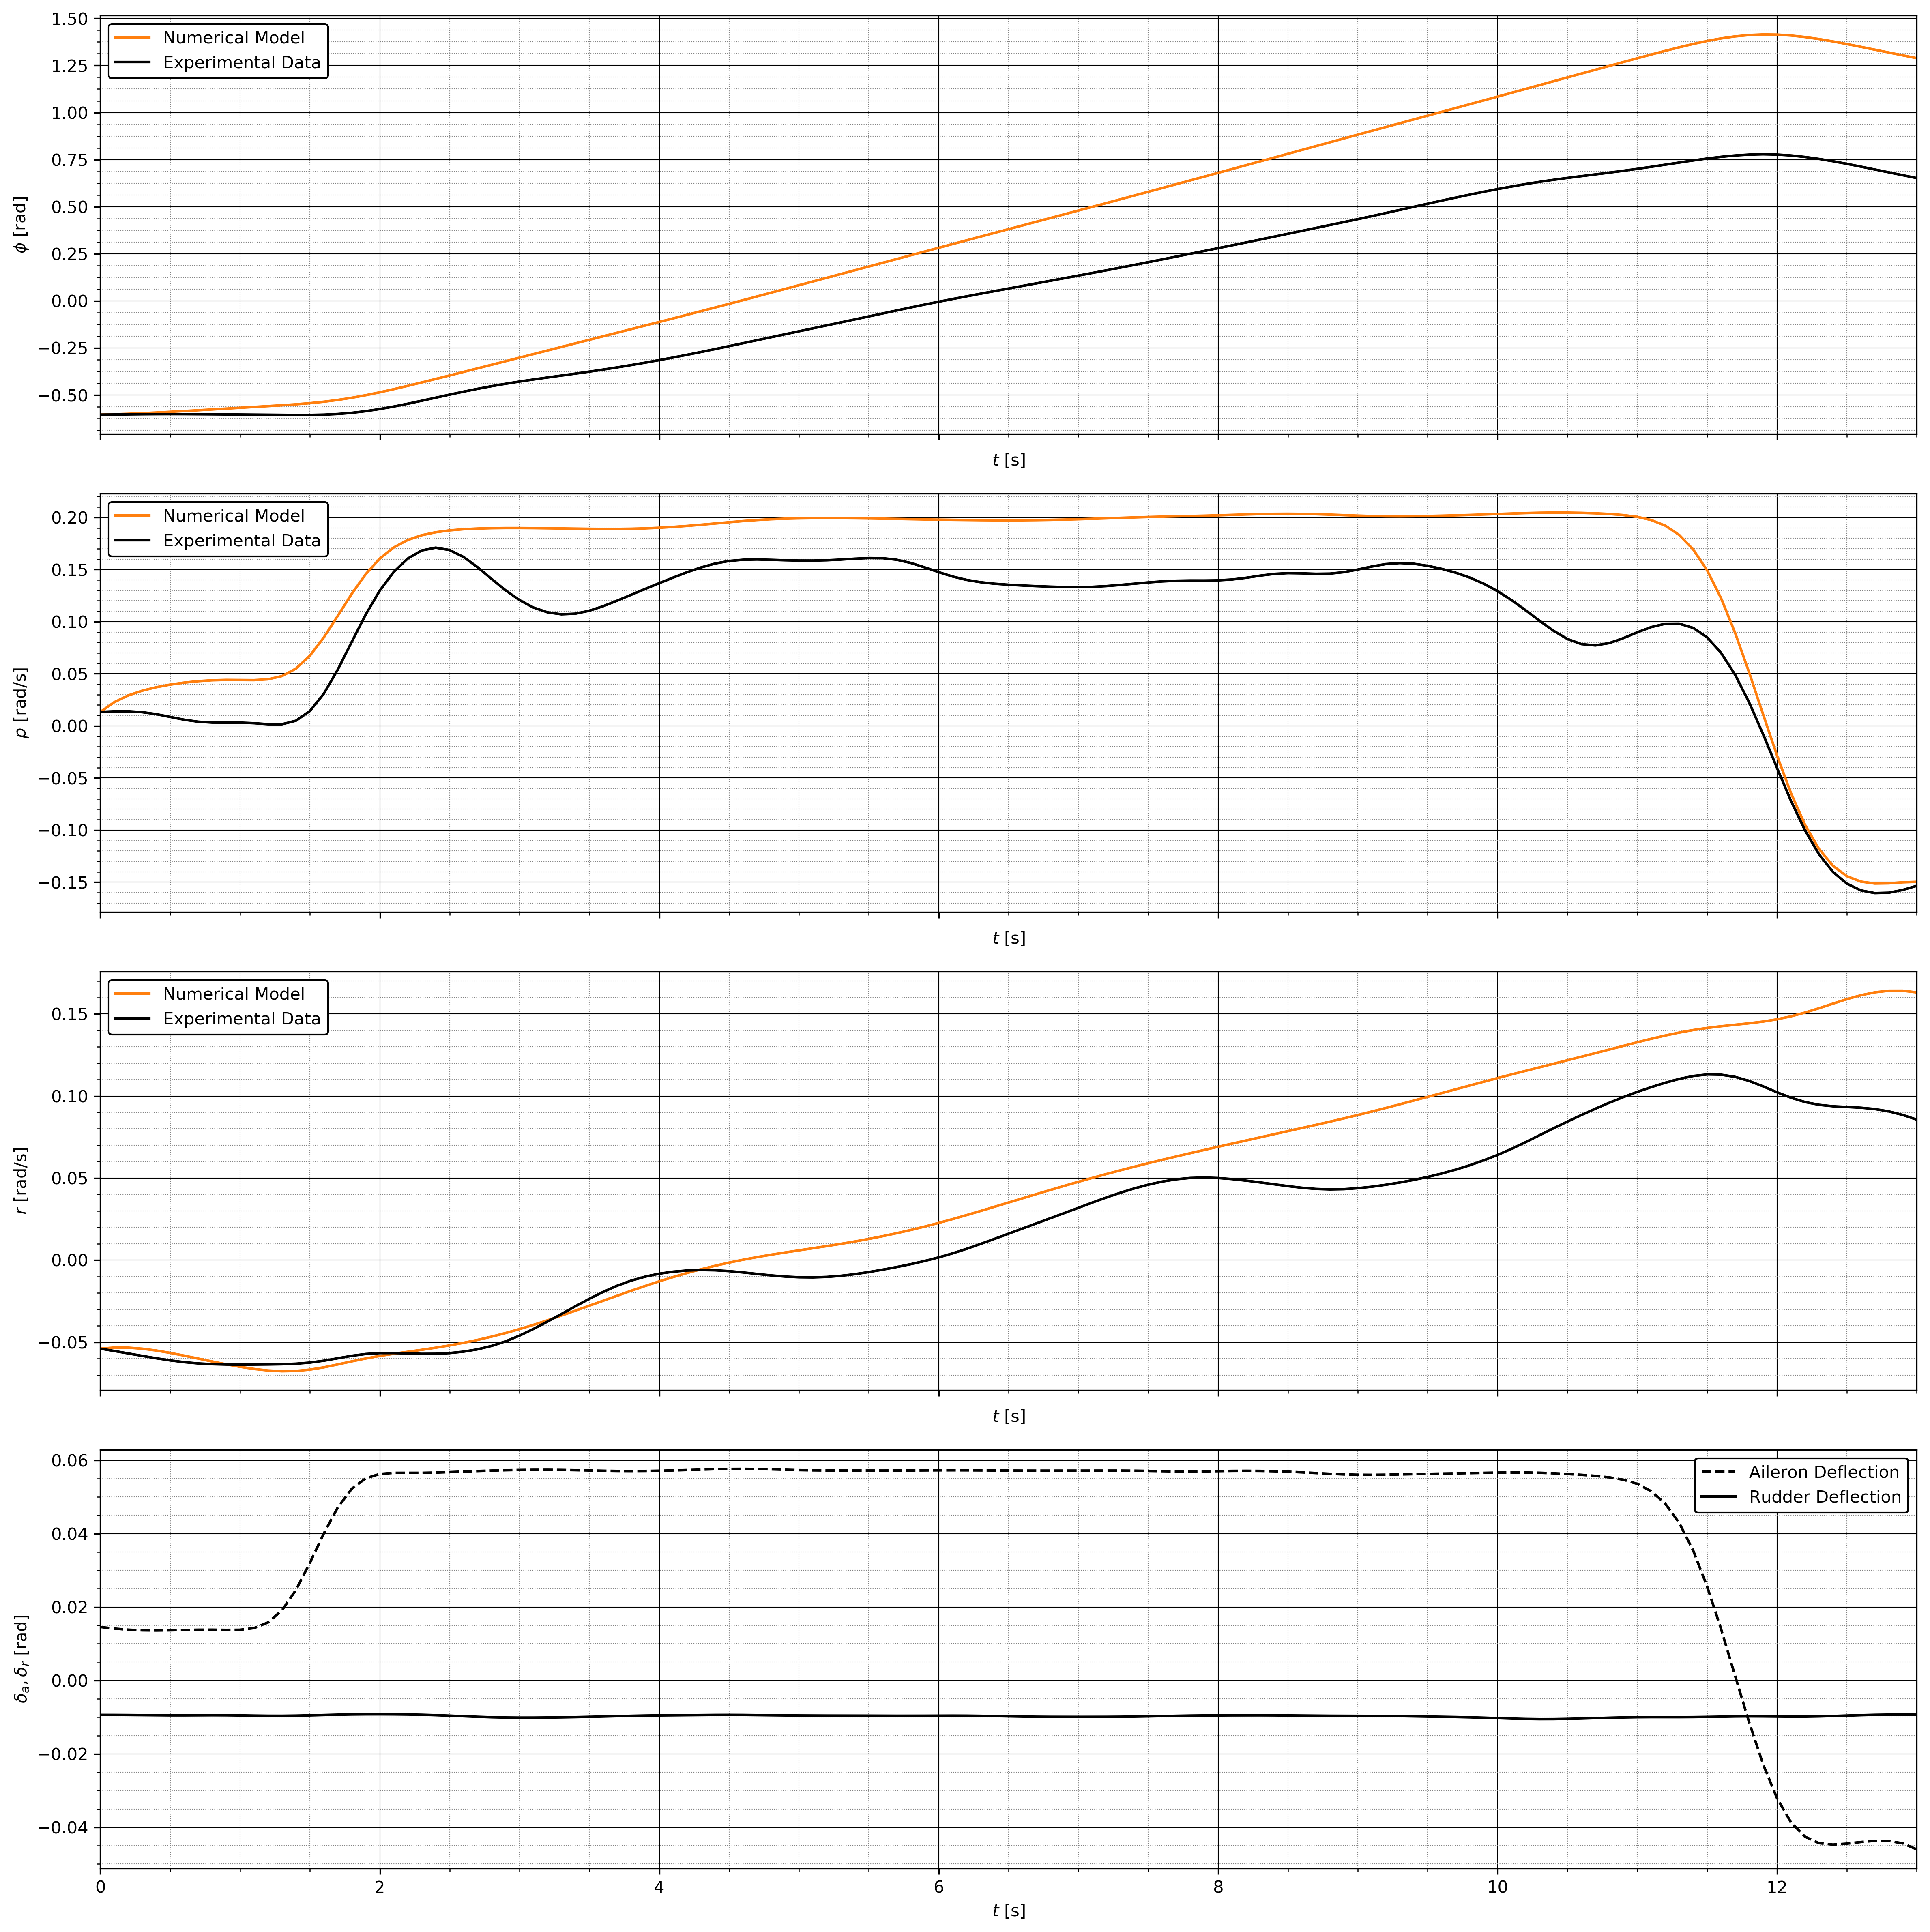 Numerical Model
Experimental Data
1.50
1.25
1.00
0.75
0.50
0.25
0.00
−0.25
−0.50
ϕ [rad]
t [s]
Numerical Model
Experimental Data
0.20
0.15
0.10
0.05
0.00
−0.05
−0.10
−0.15
p [rad/s]
t [s]
Numerical Model
Experimental Data
0.15
0.10
0.05
0.00
−0.05
r [rad/s]
t [s]
Aileron Deflection
Rudder Deflection
0.06
0.04
0.02
0.00
−0.02
−0.04
δa, δr [rad]
0 2 4 6 8 10 12
t [s]